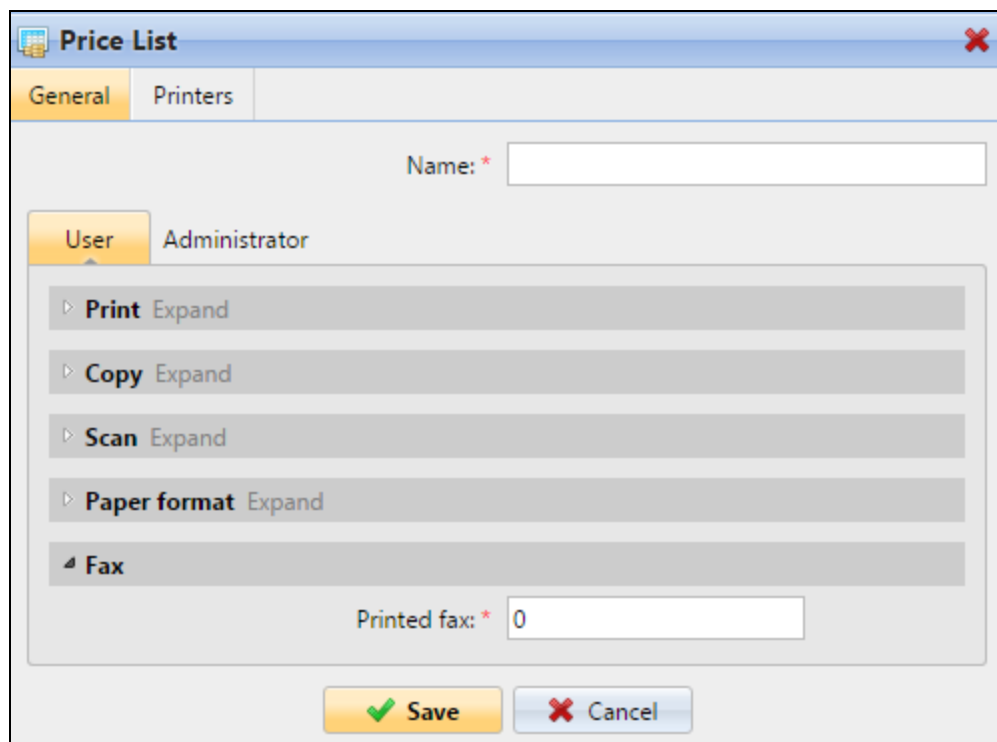 Price List
General Printers
Name: *
User Administrator
Print Expand
Copy Expand
Scan Expand
Paper format Expand
Fax
Printed fax: * 0
Save Cancel